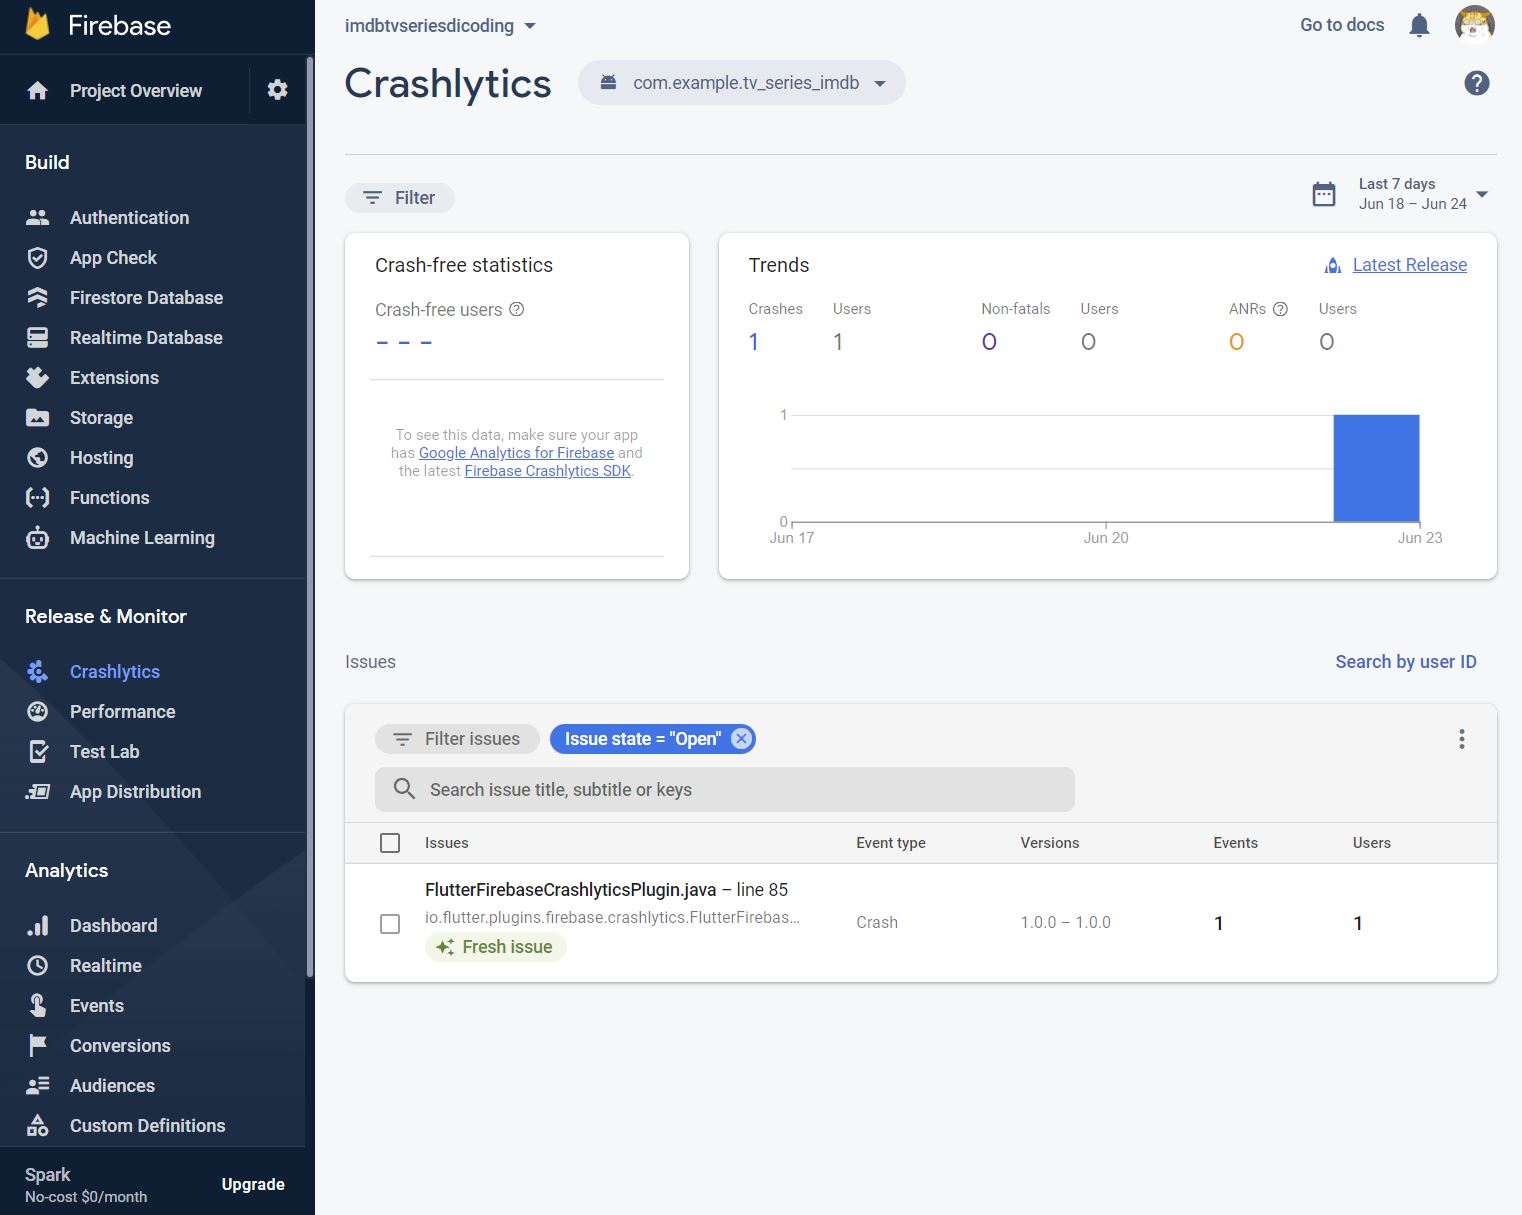 Firebase
Project Overview
Build
Authentication
App Check
Firestore Database
Realtime Database
Extensions
Storage
Hosting
Functions
Machine Learning
Release & Monitor
Crashlytics
Performance
Test Lab
App Distribution
Analytics
Dashboard
Realtime
Events
Conversions
Audiences
Custom Definitions
Spark
No-cost $0/month
Upgrade
imdbtvseriesdicoding
Go to docs
Crashlytics
com.example.tv_series_imdb
Filter
Last 7 days
Jun 18 – Jun 24
Crash-free statistics
Crash-free users
– – –
To see this data, make sure your app
has Google Analytics for Firebase and
the latest Firebase Crashlytics SDK.
Trends
Latest Release
Crashes Users Non-fatals Users ANRs Users
1 1 0 0 0 0
1
0
Jun 17 Jun 20 Jun 23
Issues
Search by user ID
Filter issues
Issue state = "Open"
Search issue title, subtitle or keys
Issues Event type Versions Events Users
FlutterFirebaseCrashlyticsPlugin.java – line 85
io.flutter.plugins.firebase.crashlytics.FlutterFirebas...
Crash 1.0.0 – 1.0.0 1 1
Fresh issue